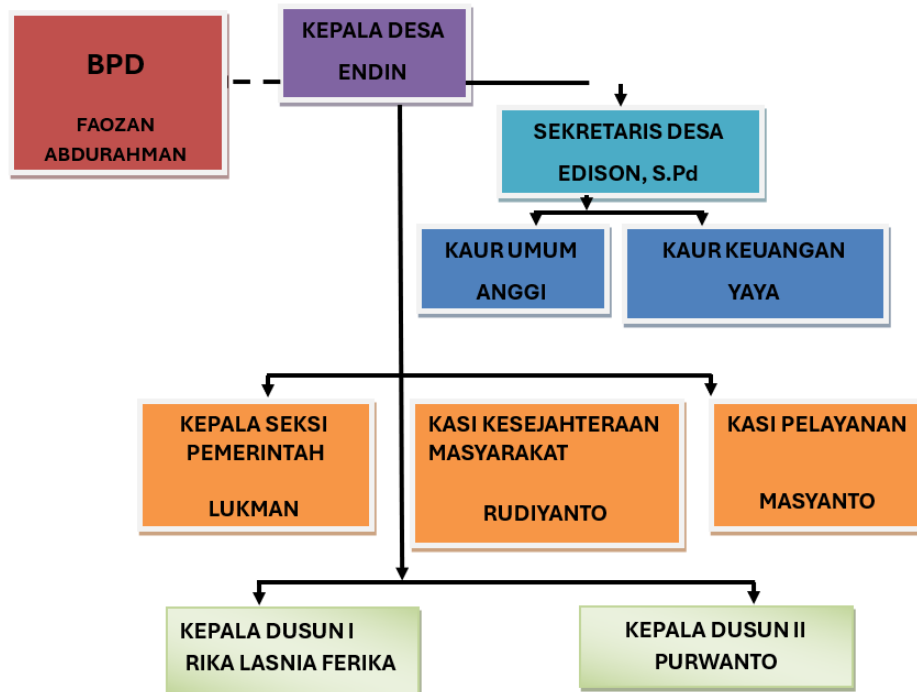 BPD
FAOZAN
ABDURAHMAN
KEPALA DESA
ENDIN
SEKRETARIS DESA
EDISON, S.Pd
KAUR UMUM
ANGGI
KAUR KEUANGAN
YAYA
KEPALA SEKSI
PEMERINTAH
LUKMAN
KASI KESEJAHTERAAN
MASYARAKAT
RUDIYANTO
KASI PELAYANAN
MASYANTO
KEPALA DUSUN I
RIKA LASNIA FERIKA
KEPALA DUSUN II
PURWANTO